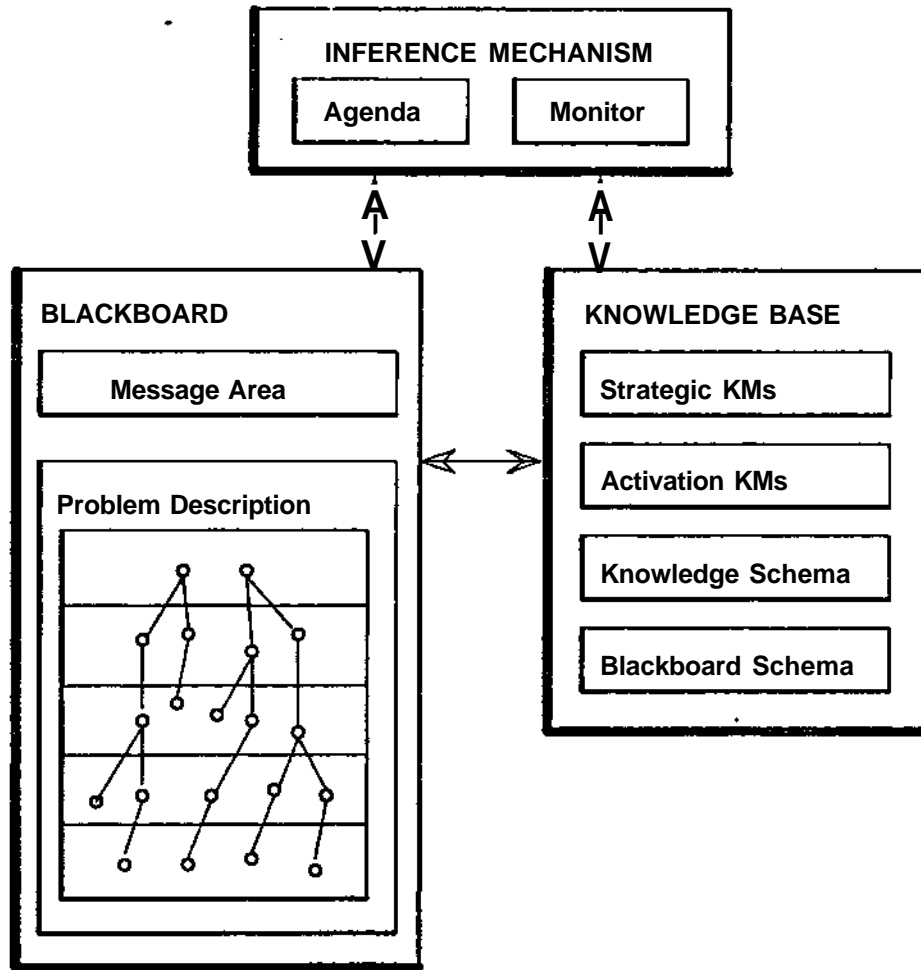 INFERENCE MECHANISM
Agenda
Monitor
BLACKBOARD
Message Area
Problem Description
KNOWLEDGE BASE
Strategic KMs
Activation KMs
Knowledge Schema
Blackboard Schema